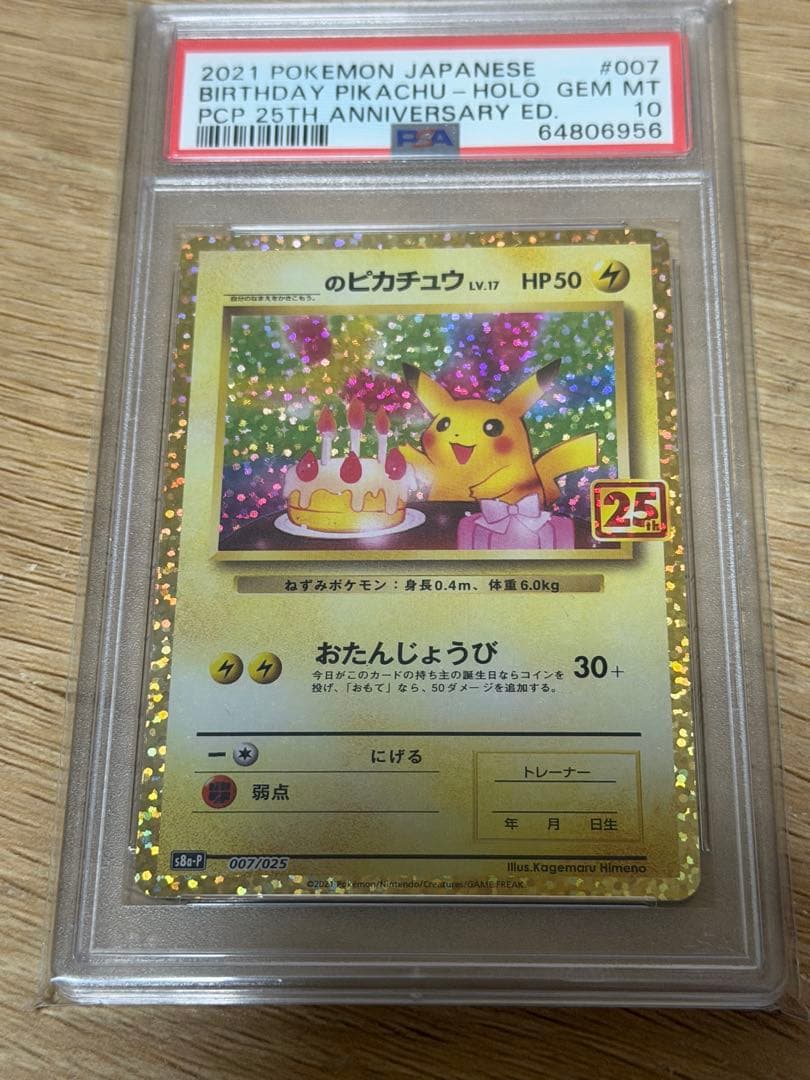 2021 POKEMON JAPANESE #007
BIRTHDAY PIKACHU-HOLO GEM MT
PCP 25TH ANNIVERSARY ED. 10
PSA 64806956
のピカチュウ LV.17 HP50
自分のなまえをかきこもう。
25th
ねずみポケモン：身長0.4m、体重6.0kg
おたんじょうび 30+
今日がこのカードの持ち主の誕生日ならコインを
投げ、「おもて」なら、50ダメージを追加する。
ー にげる
弱点
トレーナー
年 月 日生
s8a-P 007/025 Illus.Kagemaru Himeno
©2021 Pokémon/Nintendo/Creatures/GAME FREAK